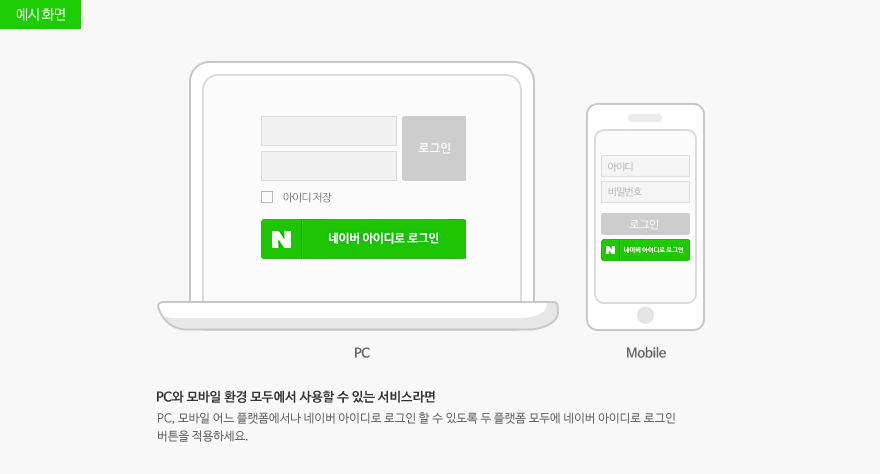 예시 화면
로그인
아이디 저장
N 네이버 아이디로 로그인
아이디
비밀번호
로그인
N 네이버 아이디로 로그인
PC
Mobile
PC와 모바일 환경 모두에서 사용할 수 있는 서비스라면
PC, 모바일 어느 플랫폼에서나 네이버 아이디로 로그인 할 수 있도록 두 플랫폼 모두에 네이버 아이디로 로그인
버튼을 적용하세요.